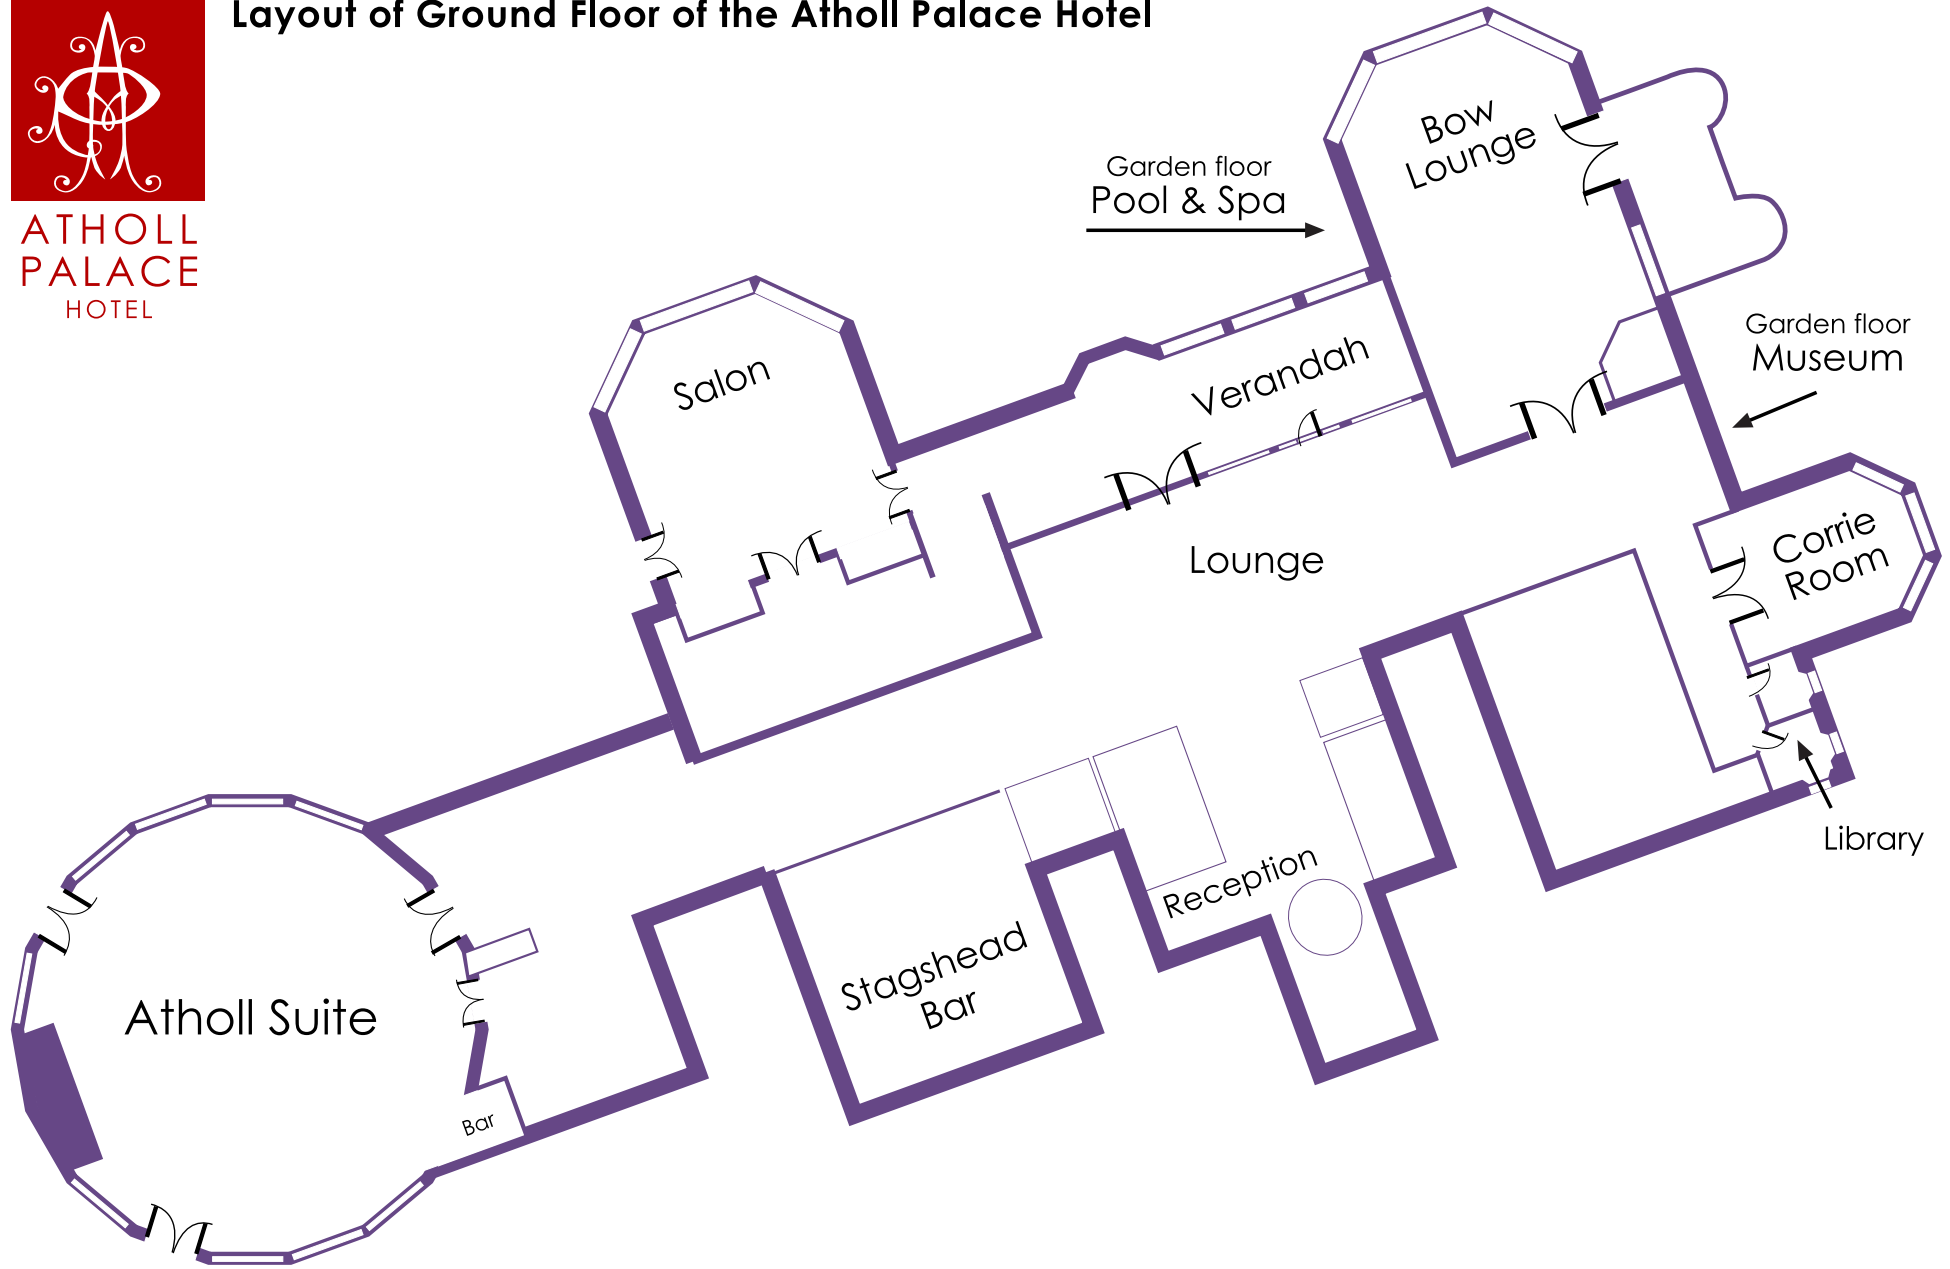 Layout of Ground Floor of the Atholl Palace Hotel
ATHOLL
PALACE
HOTEL
Bow
Lounge
Garden floor
Pool & Spa
Garden floor
Museum
Salon
Verandah
Lounge
Corrie
Room
Library
Reception
Stagshead
Bar
Atholl Suite
Bar